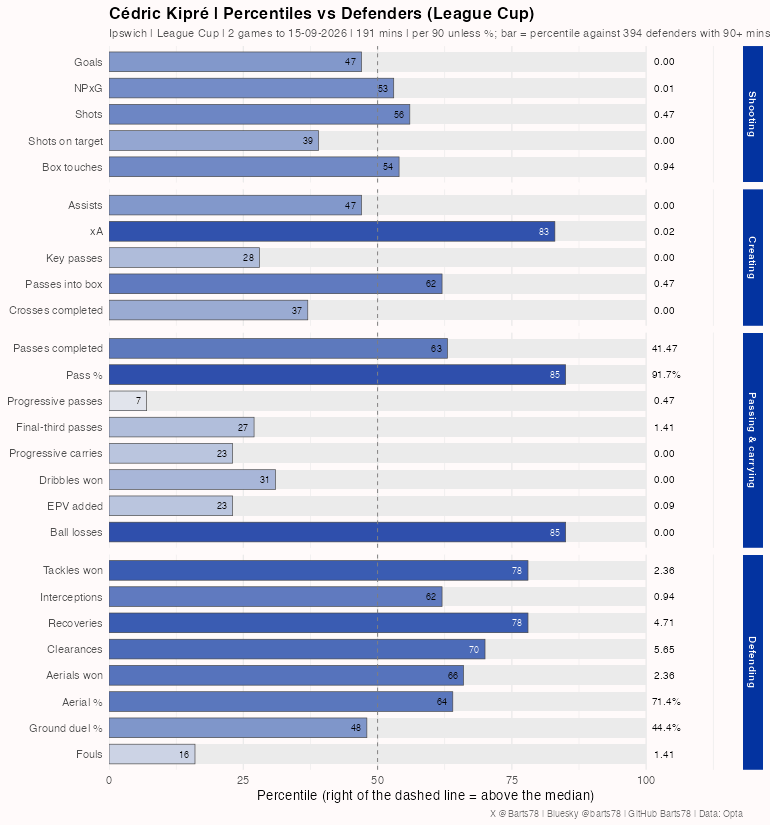 Cédric Kipré | Percentiles vs Defenders (League Cup)
Ipswich | League Cup | 2 games to 15-09-2026 | 191 mins | per 90 unless %; bar = percentile against 394 defenders with 90+ mins
Goals 47 0.00
NPxG 53 0.01
Shots 56 0.47
Shots on target 39 0.00
Box touches 54 0.94
Shooting
Assists 47 0.00
xA 83 0.02
Key passes 28 0.00
Passes into box 62 0.47
Crosses completed 37 0.00
Creating
Passes completed 63 41.47
Pass % 85 91.7%
Progressive passes 7 0.47
Final-third passes 27 1.41
Progressive carries 23 0.00
Dribbles won 31 0.00
EPV added 23 0.09
Ball losses 85 0.00
Passing & carrying
Tackles won 78 2.36
Interceptions 62 0.94
Recoveries 78 4.71
Clearances 70 5.65
Aerials won 66 2.36
Aerial % 64 71.4%
Ground duel % 48 44.4%
Fouls 16 1.41
Defending
0 25 50 75 100
Percentile (right of the dashed line = above the median)
X @Barts78 | Bluesky @barts78 | GitHub Barts78 | Data: Opta